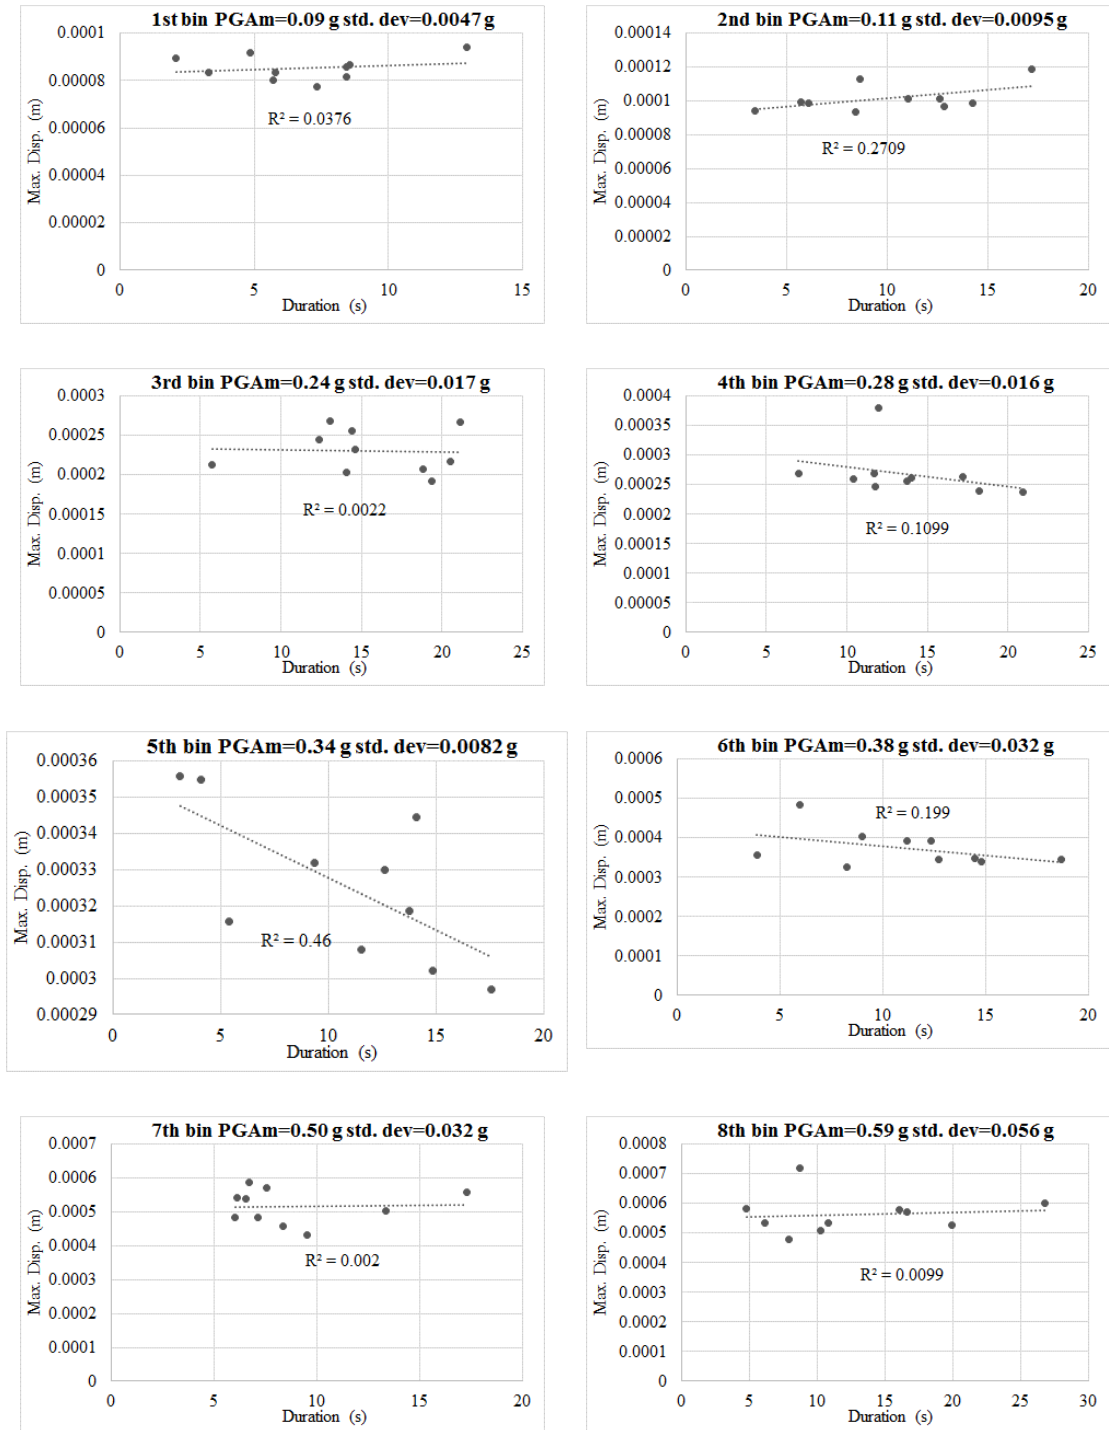 1st bin PGAm=0.09 g std. dev=0.0047 g
0.0001
0.00008
0.00006
0.00004
0.00002
0
Max. Disp. (m)
R² = 0.0376
0 5 10 15
Duration (s)
2nd bin PGAm=0.11 g std. dev=0.0095 g
0.00014
0.00012
0.0001
0.00008
0.00006
0.00004
0.00002
0
Max. Disp. (m)
R² = 0.2709
0 5 10 15 20
Duration (s)
3rd bin PGAm=0.24 g std. dev=0.017 g
0.0003
0.00025
0.0002
0.00015
0.0001
0.00005
0
Max. Disp. (m)
R² = 0.0022
0 5 10 15 20 25
Duration (s)
4th bin PGAm=0.28 g std. dev=0.016 g
0.0004
0.00035
0.0003
0.00025
0.0002
0.00015
0.0001
0.00005
0
Max. Disp. (m)
R² = 0.1099
0 5 10 15 20 25
Duration (s)
5th bin PGAm=0.34 g std. dev=0.0082 g
0.00036
0.00035
0.00034
0.00033
0.00032
0.00031
0.0003
0.00029
Max. Disp. (m)
R² = 0.46
0 5 10 15 20
Duration (s)
6th bin PGAm=0.38 g std. dev=0.032 g
0.0006
0.0005
0.0004
0.0003
0.0002
0.0001
0
Max. Disp. (m)
R² = 0.199
0 5 10 15 20
Duration (s)
7th bin PGAm=0.50 g std. dev=0.032 g
0.0007
0.0006
0.0005
0.0004
0.0003
0.0002
0.0001
0
Max. Disp. (m)
R² = 0.002
0 5 10 15 20
Duration (s)
8th bin PGAm=0.59 g std. dev=0.056 g
0.0008
0.0007
0.0006
0.0005
0.0004
0.0003
0.0002
0.0001
0
Max. Disp. (m)
R² = 0.0099
0 5 10 15 20 25 30
Duration (s)